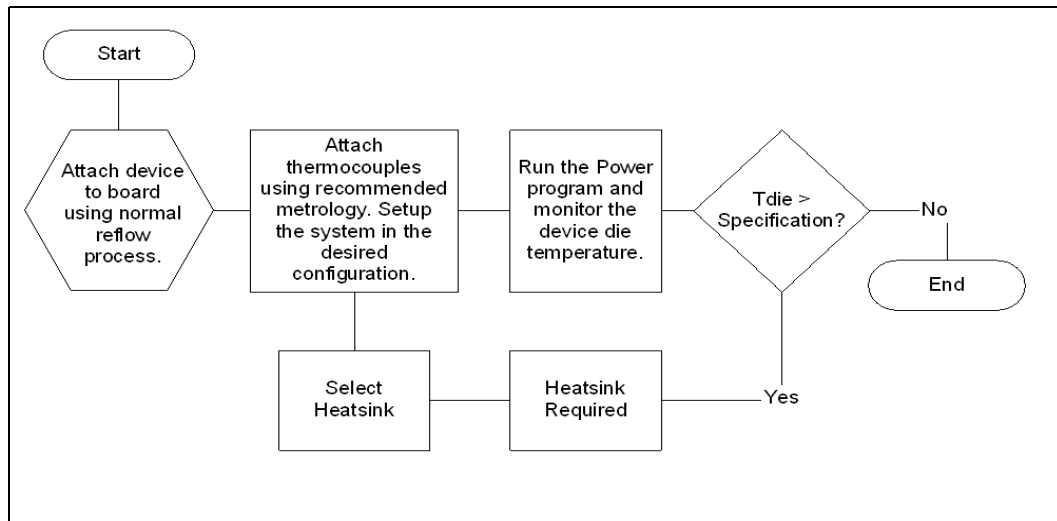 Start
Attach device
to board
using normal
reflow
process.
Attach
thermocouples
using recommended
metrology. Setup
the system in the
desired
configuration.
Run the Power
program and
monitor the
device die
temperature.
Tdie >
Specification?
No
End
Yes
Heatsink
Required
Select
Heatsink